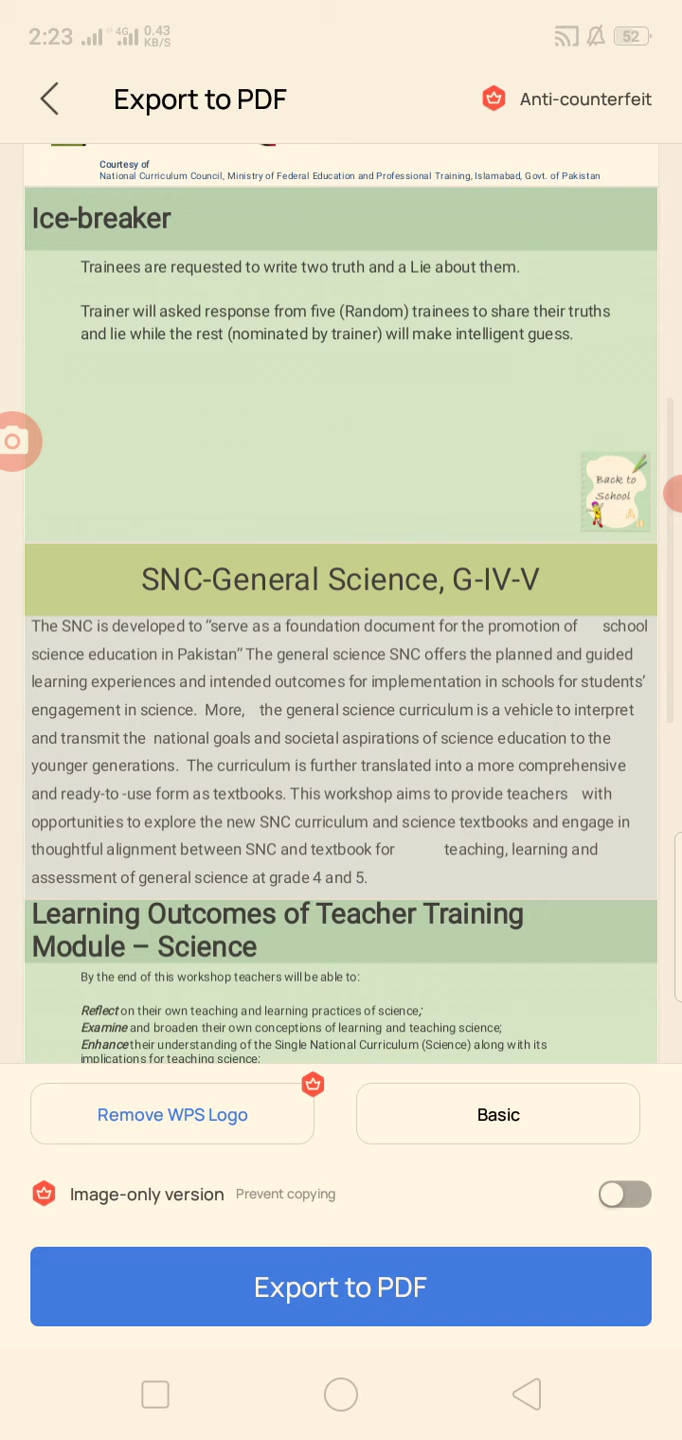 2:23 4G 0.43 KB/S 52
Export to PDF Anti-counterfeit
Courtesy of
National Curriculum Council, Ministry of Federal Education and Professional Training, Islamabad, Govt. of Pakistan
Ice-breaker
Trainees are requested to write two truth and a Lie about them.
Trainer will asked response from five (Random) trainees to share their truths
and lie while the rest (nominated by trainer) will make intelligent guess.
Back to
School
SNC-General Science, G-IV-V
The SNC is developed to "serve as a foundation document for the promotion of school
science education in Pakistan" The general science SNC offers the planned and guided
learning experiences and intended outcomes for implementation in schools for students'
engagement in science. More, the general science curriculum is a vehicle to interpret
and transmit the national goals and societal aspirations of science education to the
younger generations. The curriculum is further translated into a more comprehensive
and ready-to -use form as textbooks. This workshop aims to provide teachers with
opportunities to explore the new SNC curriculum and science textbooks and engage in
thoughtful alignment between SNC and textbook for teaching, learning and
assessment of general science at grade 4 and 5.
Learning Outcomes of Teacher Training
Module – Science
By the end of this workshop teachers will be able to:
Reflect on their own teaching and learning practices of science;
Examine and broaden their own conceptions of learning and teaching science;
Enhance their understanding of the Single National Curriculum (Science) along with its
implications for teaching science;
Remove WPS Logo Basic
Image-only version Prevent copying
Export to PDF